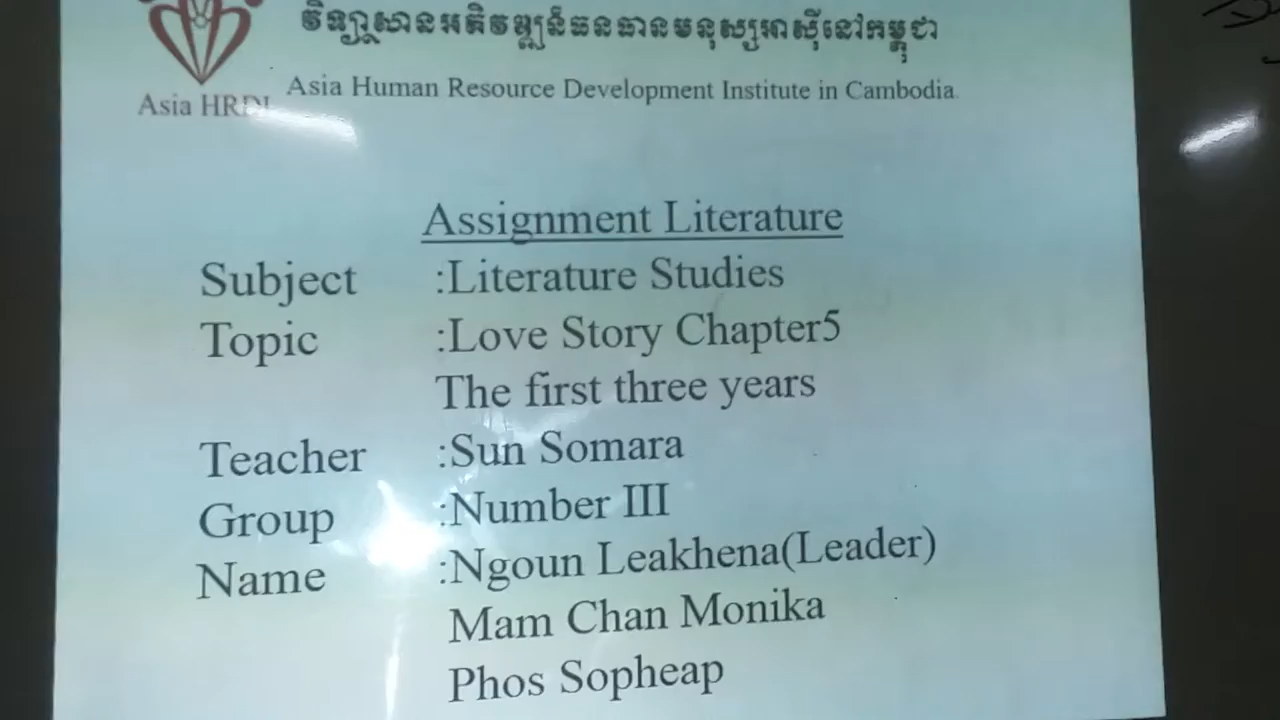 វិទ្យាស្ថានអភិវឌ្ឍន៍ធនធានមនុស្សអាស៊ីនៅកម្ពុជា
Asia Human Resource Development Institute in Cambodia
Asia HRDI
Assignment Literature
Subject :Literature Studies
Topic :Love Story Chapter5
The first three years
Teacher :Sun Somara
Group :Number III
Name :Ngoun Leakhena(Leader)
Mam Chan Monika
Phos Sopheap